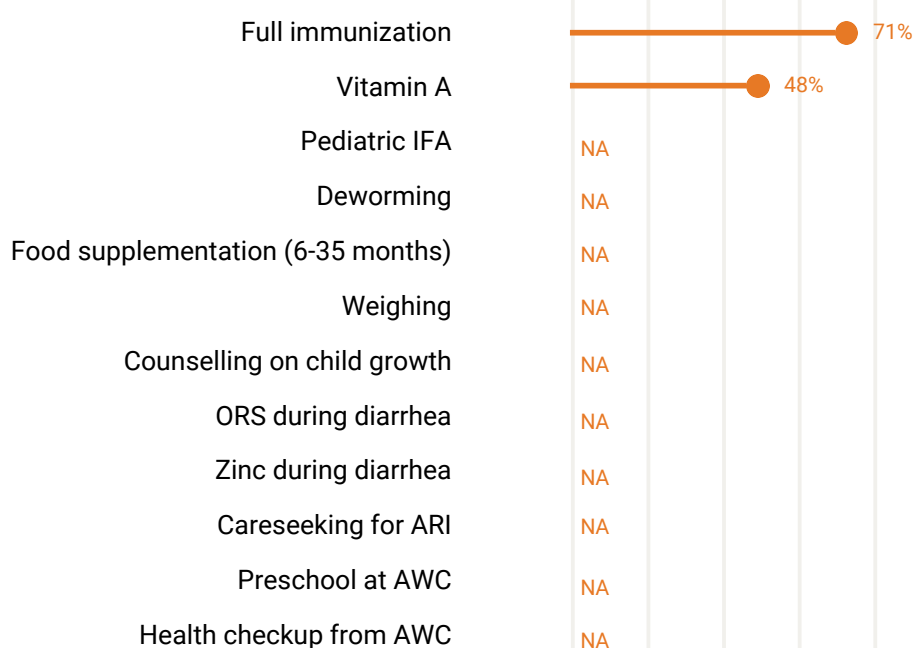 Full immunization 71%
Vitamin A 48%
Pediatric IFA NA
Deworming NA
Food supplementation (6-35 months) NA
Weighing NA
Counselling on child growth NA
ORS during diarrhea NA
Zinc during diarrhea NA
Careseeking for ARI NA
Preschool at AWC NA
Health checkup from AWC NA